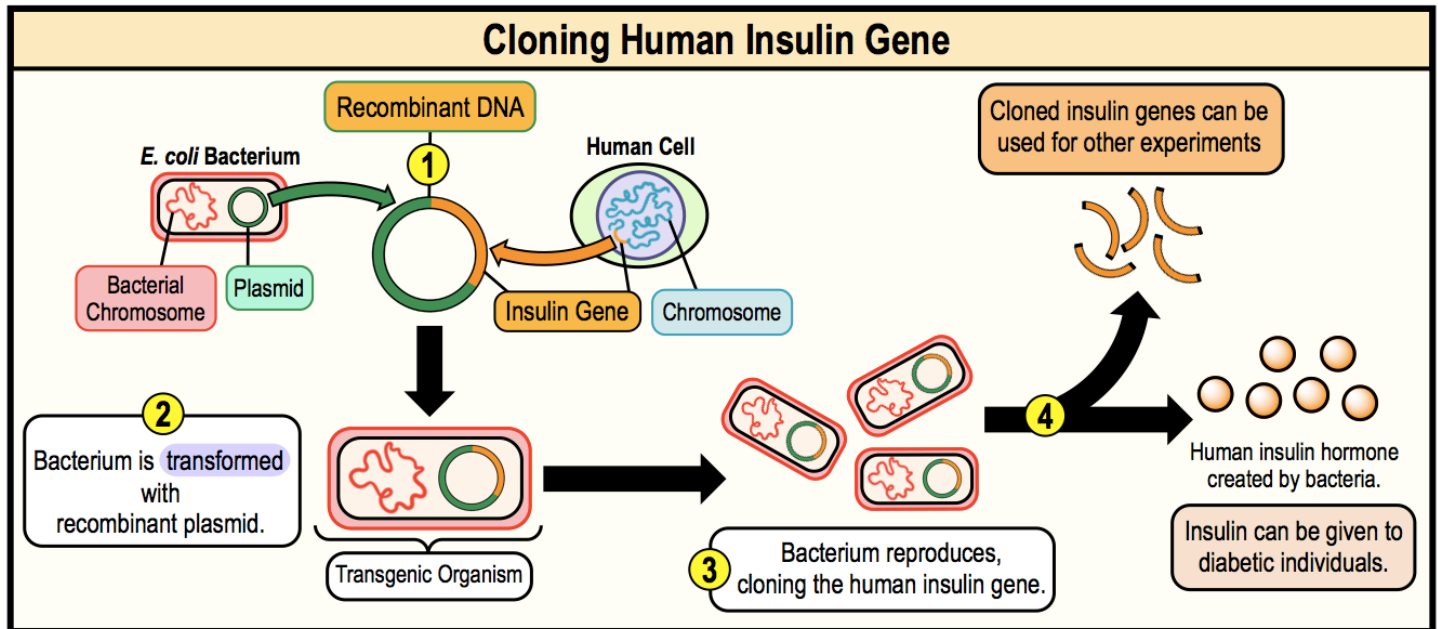 Cloning Human Insulin Gene
Recombinant DNA
1
E. coli Bacterium
Human Cell
Bacterial
Chromosome
Plasmid
Insulin Gene
Chromosome
2
Bacterium is transformed
with
recombinant plasmid.
Transgenic Organism
3
Bacterium reproduces,
cloning the human insulin gene.
4
Cloned insulin genes can be
used for other experiments
Human insulin hormone
created by bacteria.
Insulin can be given to
diabetic individuals.